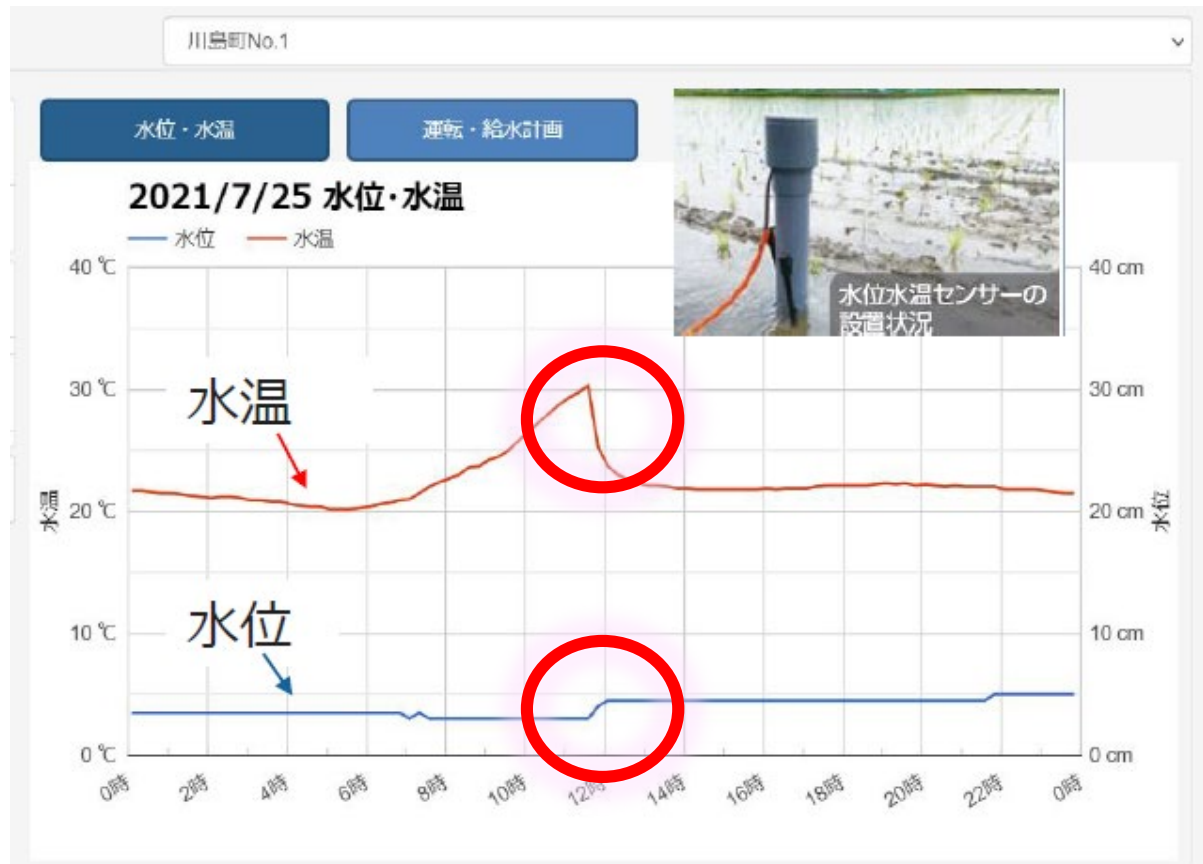 川島町No.1
水位・水温
運転・給水計画
2021/7/25 水位・水温
水位
水温
水位水温センサーの
設置状況
40 ℃
40 cm
水温
30 ℃
30 cm
水温
20 ℃
20 cm
水位
水位
10 ℃
10 cm
0 ℃
0 cm
0時 2時 4時 6時 8時 10時 12時 14時 16時 18時 20時 22時 0時